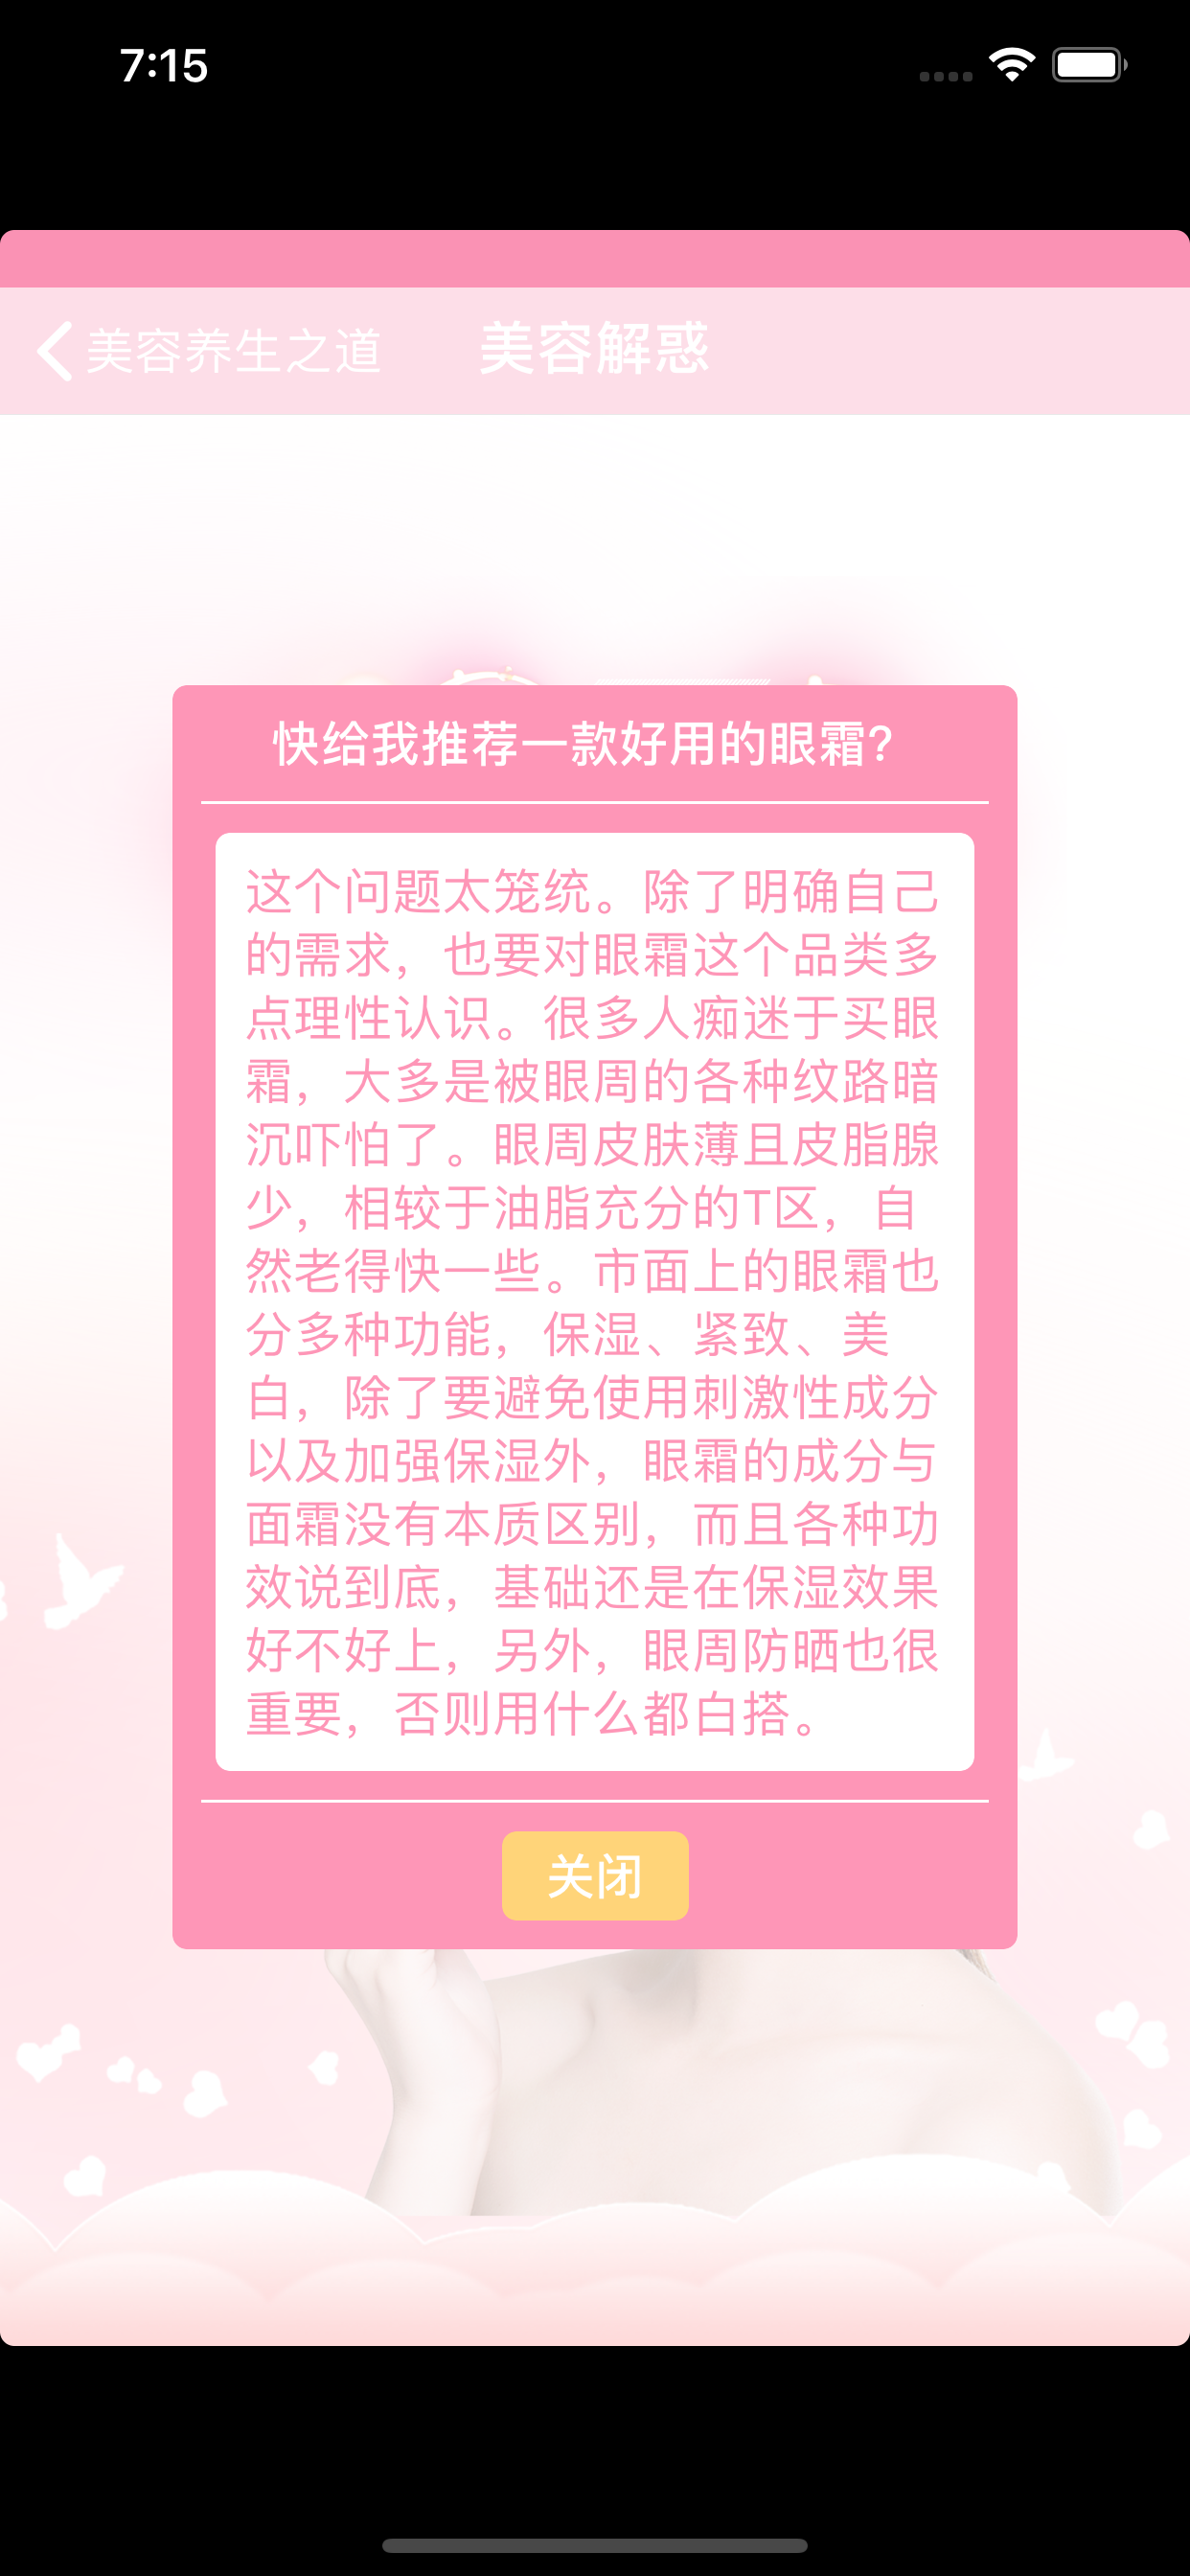 7:15
美容养生之道
美容解惑
快给我推荐一款好用的眼霜?
这个问题太笼统。除了明确自己
的需求，也要对眼霜这个品类多
点理性认识。很多人痴迷于买眼
霜，大多是被眼周的各种纹路暗
沉吓怕了。眼周皮肤薄且皮脂腺
少，相较于油脂充分的T区，自
然老得快一些。市面上的眼霜也
分多种功能，保湿、紧致、美
白，除了要避免使用刺激性成分
以及加强保湿外，眼霜的成分与
面霜没有本质区别，而且各种功
效说到底，基础还是在保湿效果
好不好上，另外，眼周防晒也很
重要，否则用什么都白搭。
关闭